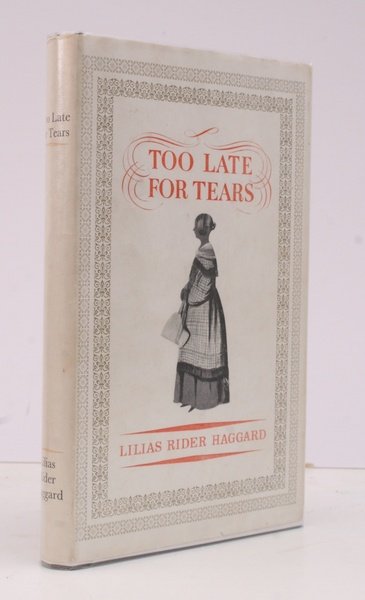 TOO LATE
FOR TEARS
LILIAS RIDER HAGGARD
Too Late
for Tears
Lilias
Rider
Haggard